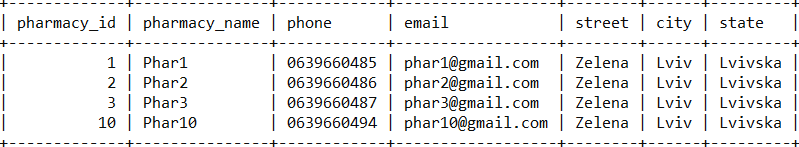 | pharmacy_id | pharmacy_name | phone | email | street | city | state |
| 1 | Phar1 | 0639660485 | phar1@gmail.com | Zelena | Lviv | Lvivska |
| 2 | Phar2 | 0639660486 | phar2@gmail.com | Zelena | Lviv | Lvivska |
| 3 | Phar3 | 0639660487 | phar3@gmail.com | Zelena | Lviv | Lvivska |
| 10 | Phar10 | 0639660494 | phar10@gmail.com | Zelena | Lviv | Lvivska |